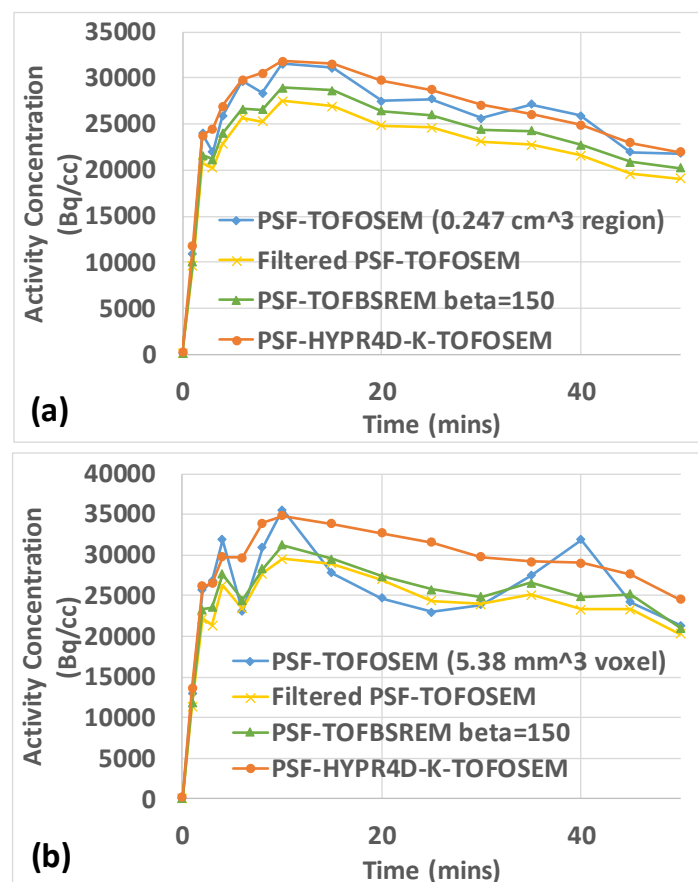 35000
30000
25000
20000
15000
10000
5000
0
Activity Concentration
(Bq/cc)
PSF-TOFOSEM (0.247 cm^3 region)
Filtered PSF-TOFOSEM
PSF-TOFBSREM beta=150
PSF-HYPR4D-K-TOFOSEM
0 20 40
(a)
Time (mins)
40000
35000
30000
25000
20000
15000
10000
5000
0
Activity Concentration
(Bq/cc)
PSF-TOFOSEM (5.38 mm^3 voxel)
Filtered PSF-TOFOSEM
PSF-TOFBSREM beta=150
PSF-HYPR4D-K-TOFOSEM
0 20 40
(b)
Time (mins)